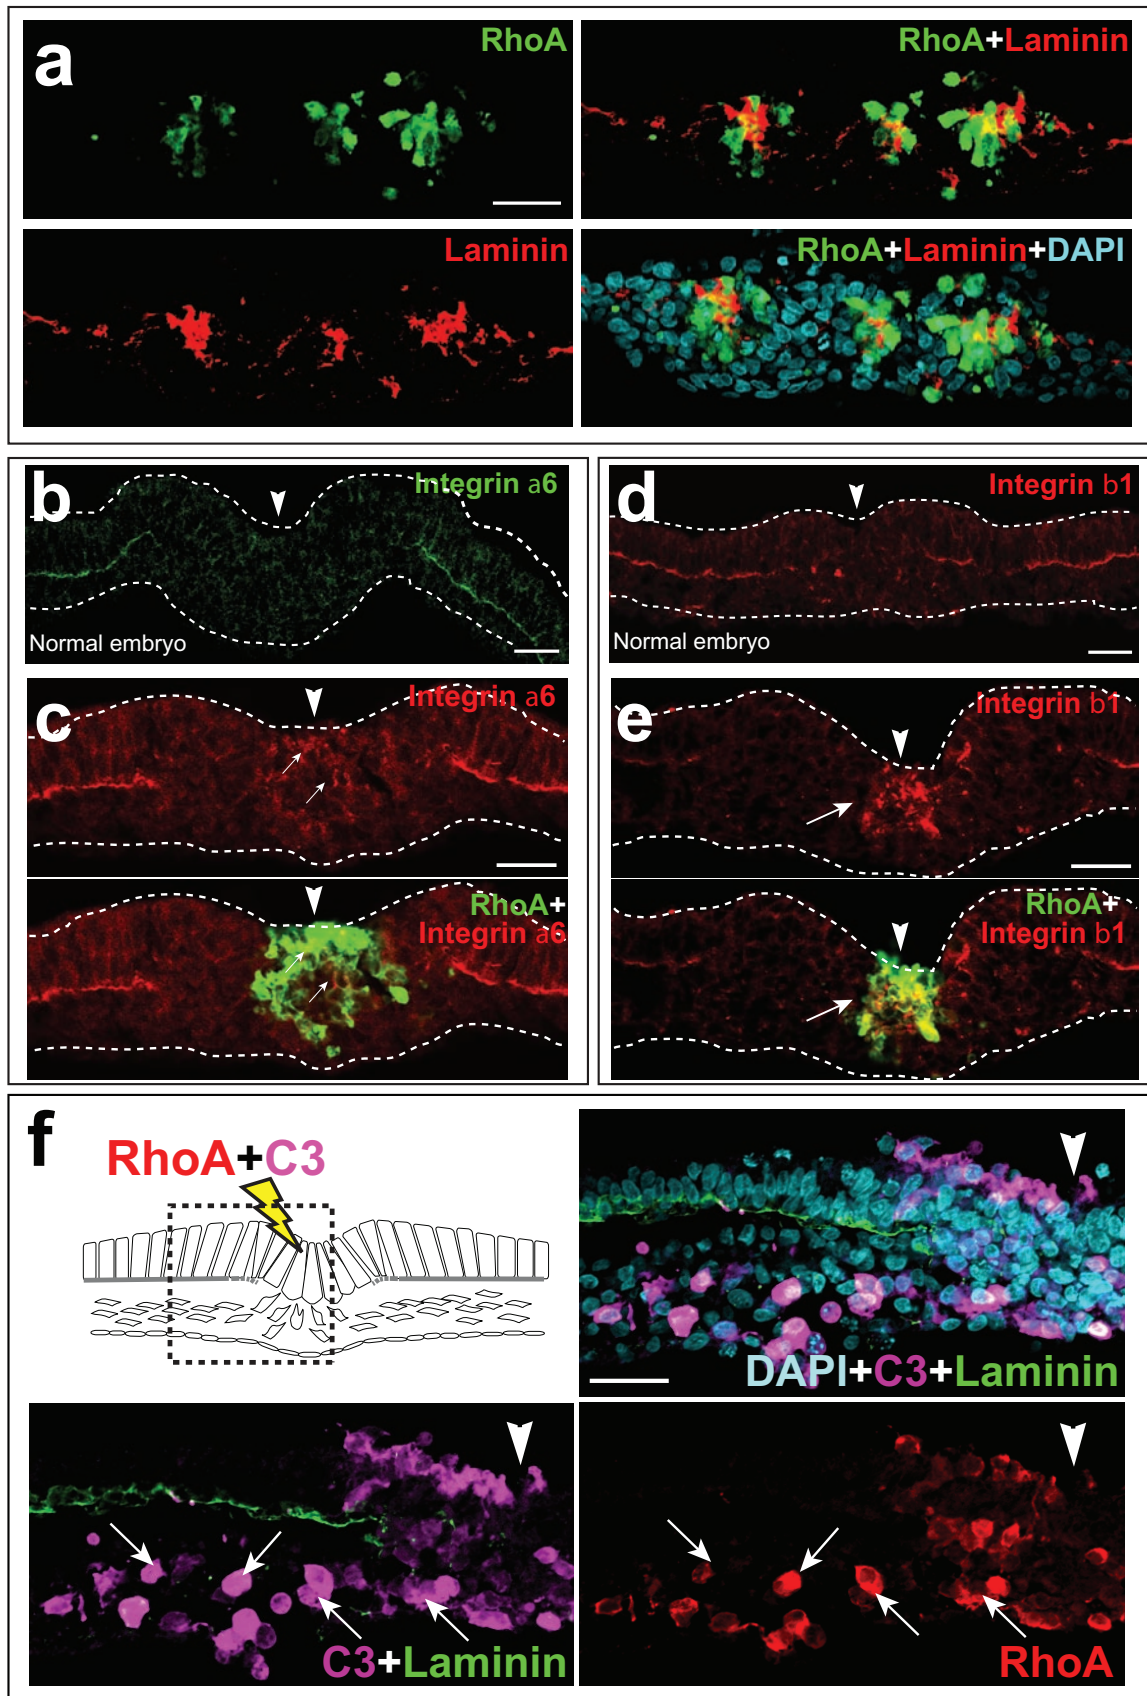 a
RhoA
RhoA+Laminin
Laminin
RhoA+Laminin+DAPI
b
Integrin a6
Normal embryo
c
Integrin a6
RhoA+
Integrin a6
d
Integrin b1
Normal embryo
e
Integrin b1
RhoA+
Integrin b1
f
RhoA+C3
DAPI+C3+Laminin
C3+Laminin
RhoA